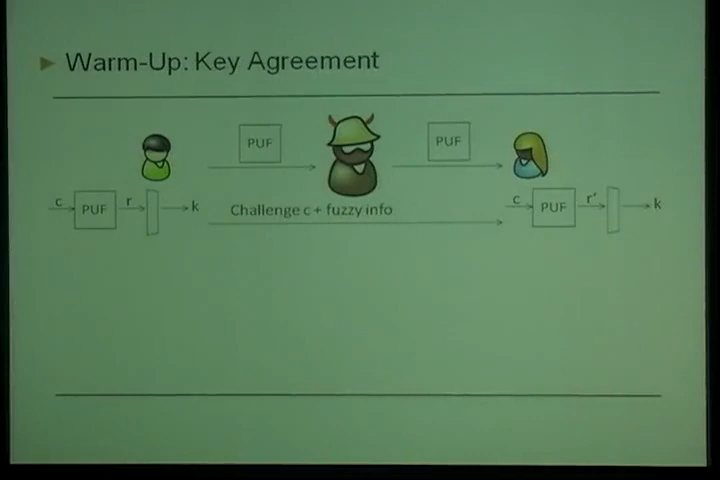 Warm-Up: Key Agreement
PUF
PUF
c PUF r k
Challenge c + fuzzy info
c PUF r' k